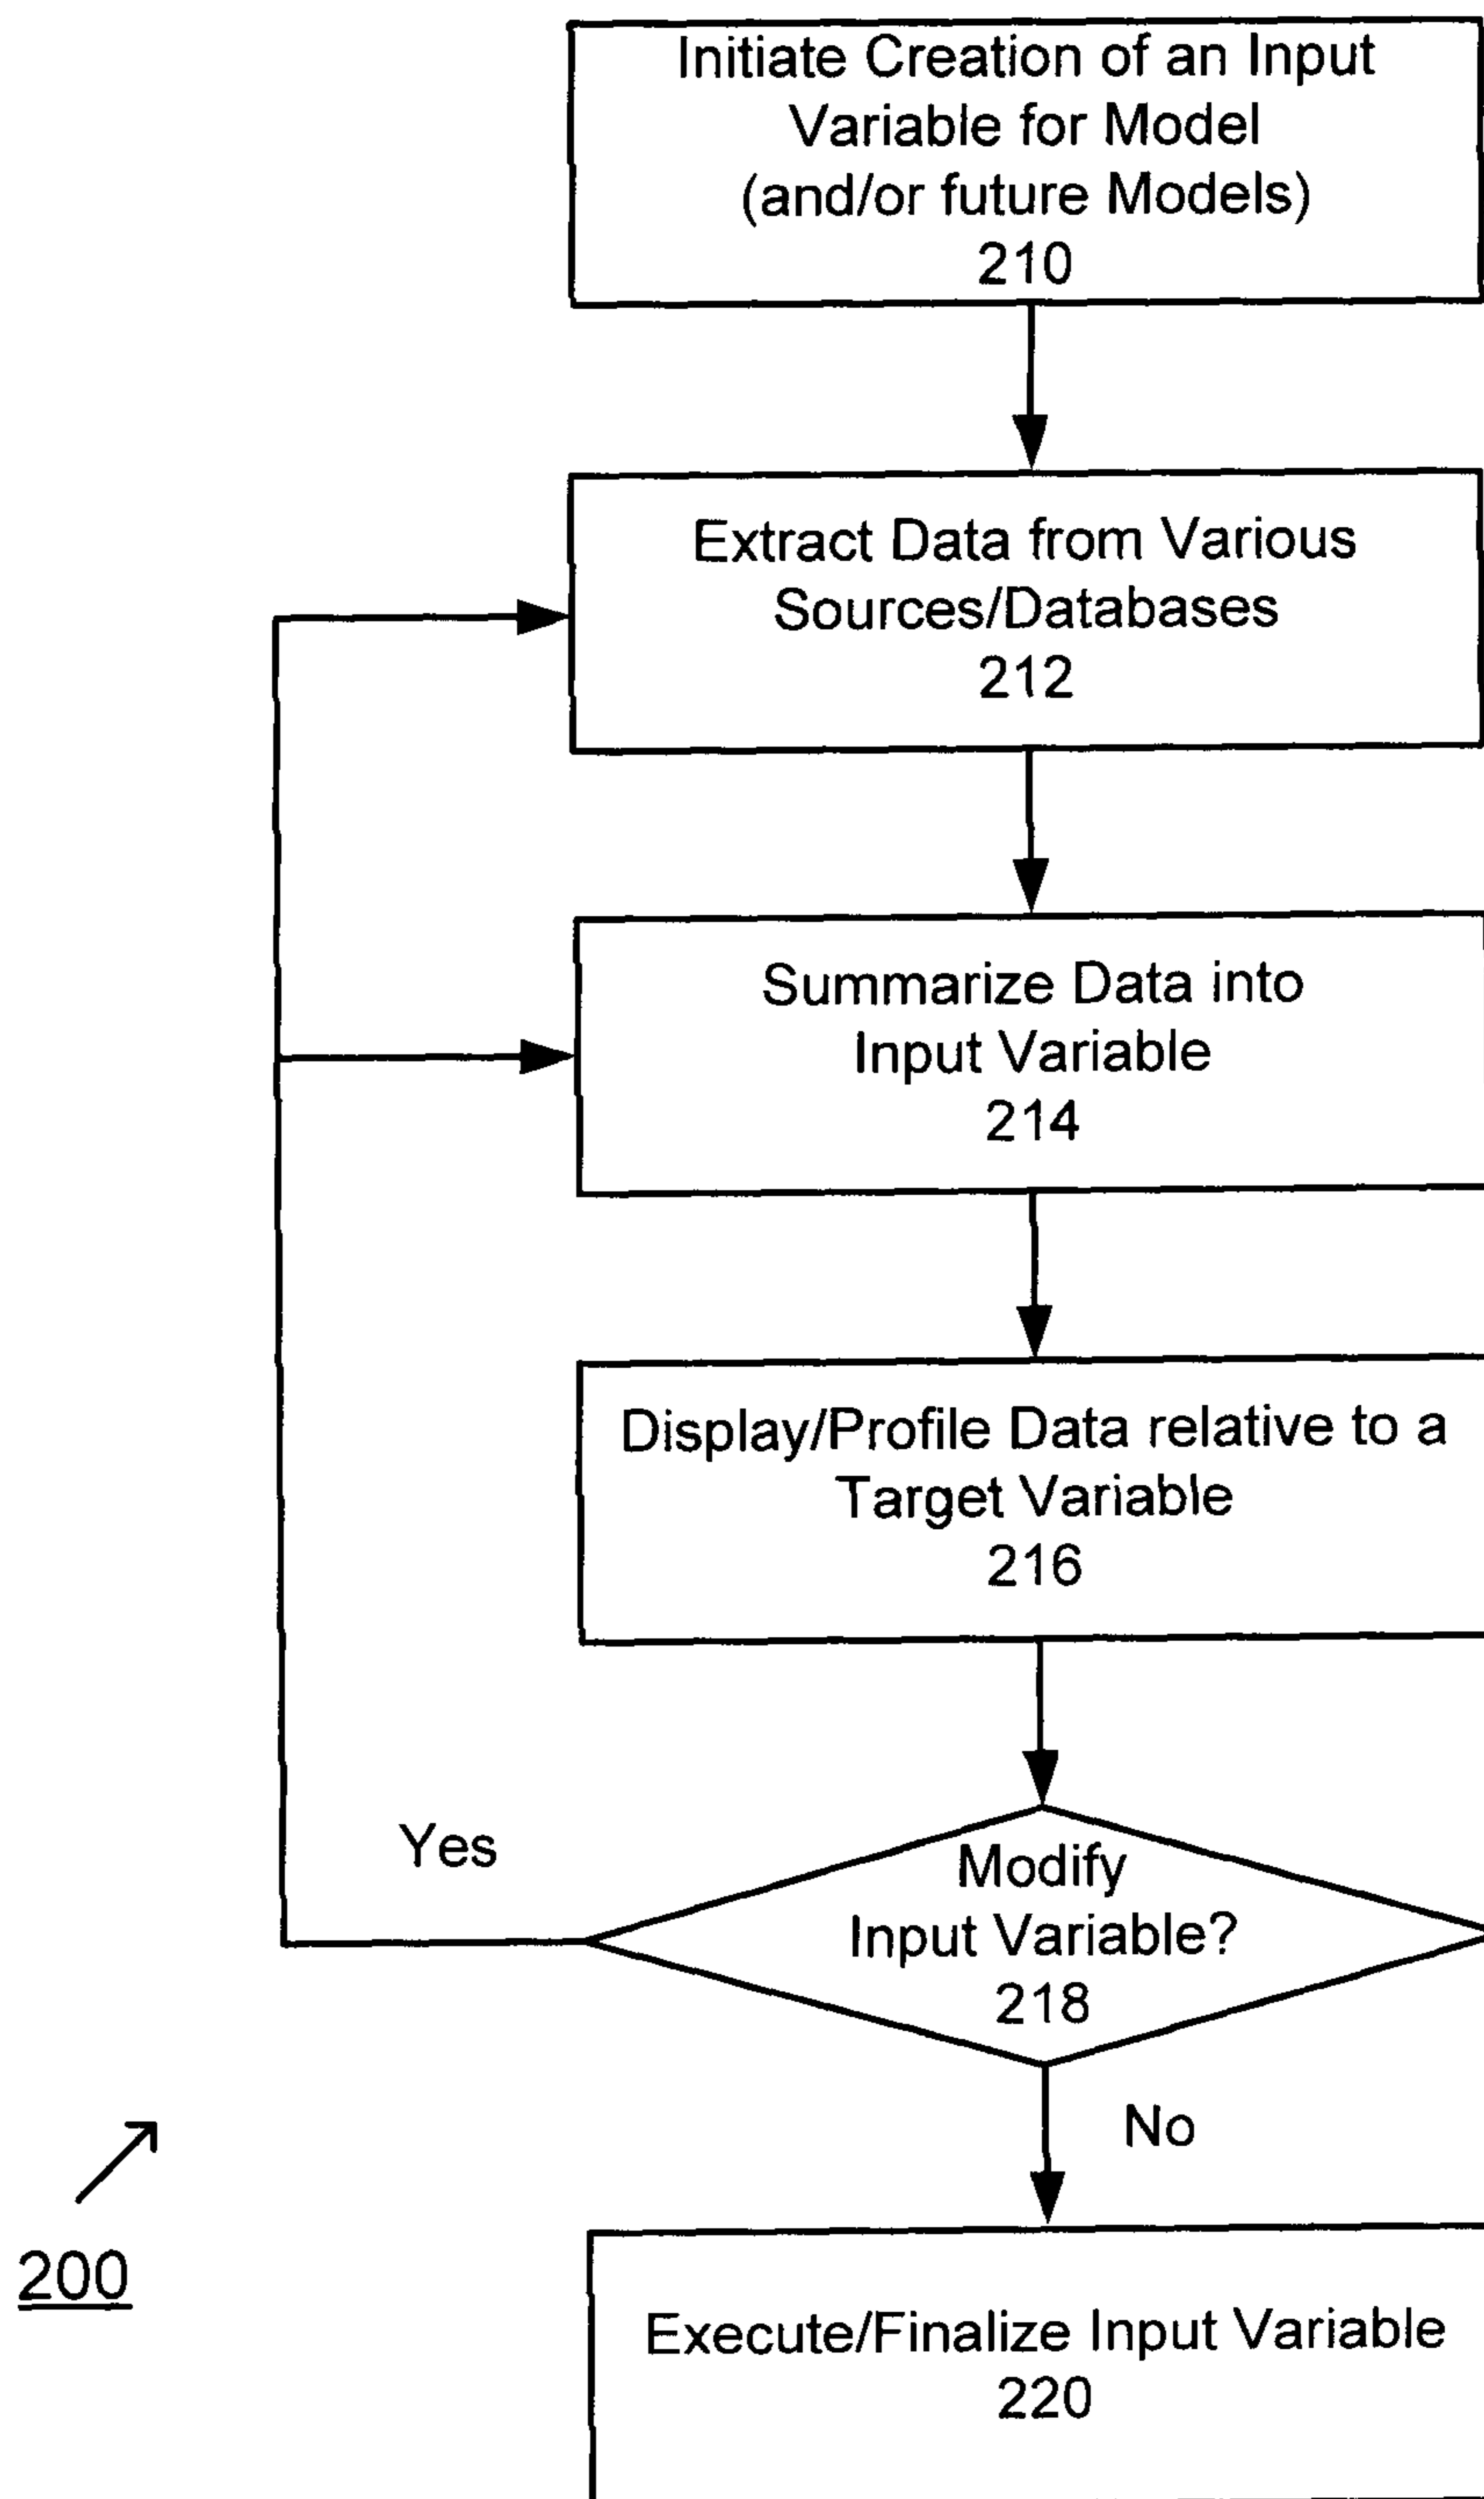 Initiate Creation of an Input
Variable for Model
(and/or future Models)
210
Extract Data from Various
Sources/Databases
212
Summarize Data into
Input Variable
214
Display/Profile Data relative to a
Target Variable
216
Yes
Modify
Input Variable?
218
No
200
Execute/Finalize Input Variable
220